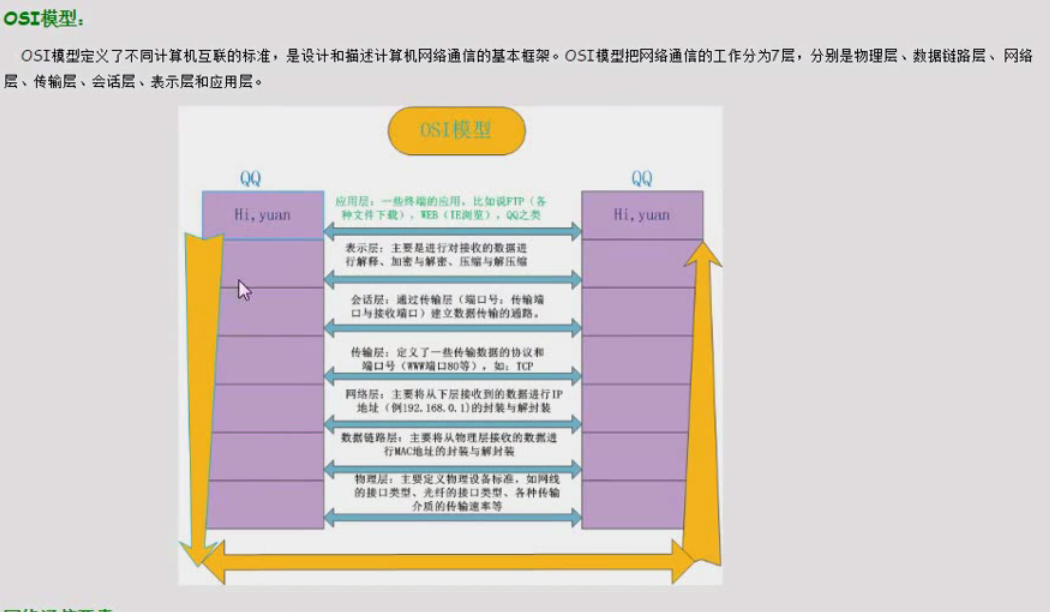 OSI模型：
OSI模型定义了不同计算机互联的标准，是设计和描述计算机网络通信的基本框架。OSI模型把网络通信的工作分为7层，分别是物理层、数据链路层、网络
层、传输层、会话层、表示层和应用层。
OSI模型
QQ
QQ
Hi,yuan
应用层：一些终端的应用，比如说FTP（各
种文件下载），WEB（IE浏览），QQ之类
Hi,yuan
表示层：主要是进行对接收的数据进
行解释、加密与解密、压缩与解压缩
会话层：通过传输层（端口号：传输端
口与接收端口）建立数据传输的通路。
传输层：定义了一些传输数据的协议和
端口号（WWW端口80等），如：TCP
网络层：主要将从下层接收到的数据进行IP
地址（例192.168.0.1)的封装与解封装
数据链路层：主要将从物理层接收的数据进
行MAC地址的封装与解封装
物理层：主要定义物理设备标准，如网线
的接口类型、光纤的接口类型、各种传输
介质的传输速率等